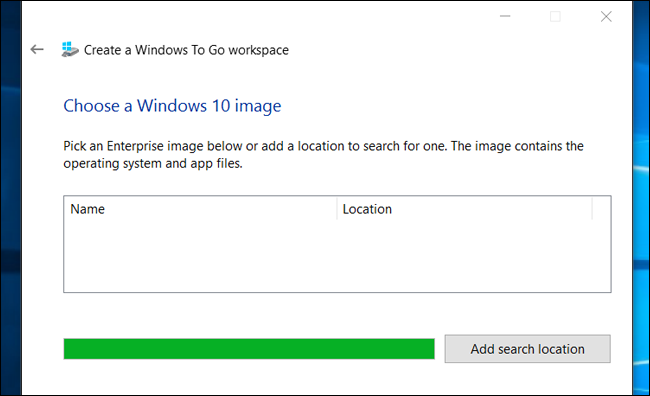 Create a Windows To Go workspace
Choose a Windows 10 image
Pick an Enterprise image below or add a location to search for one. The image contains the
operating system and app files.
Name Location
Add search location